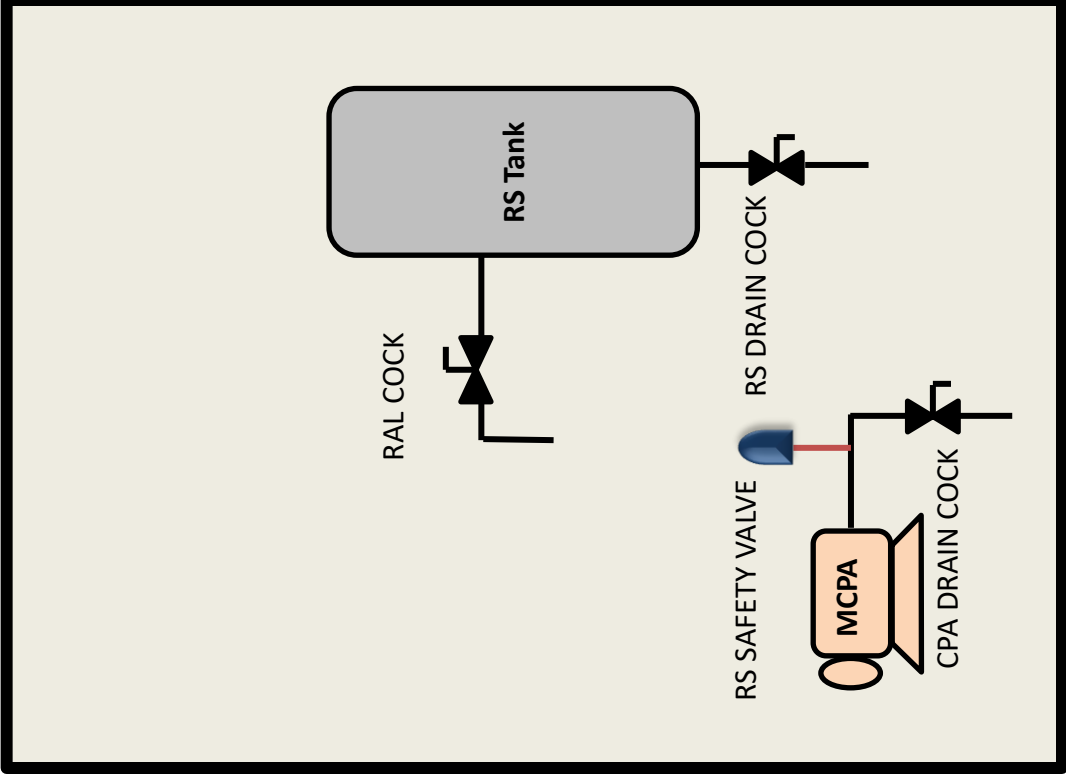 RS Tank
RAL COCK
RS DRAIN COCK
RS SAFETY VALVE
MCPA
CPA DRAIN COCK